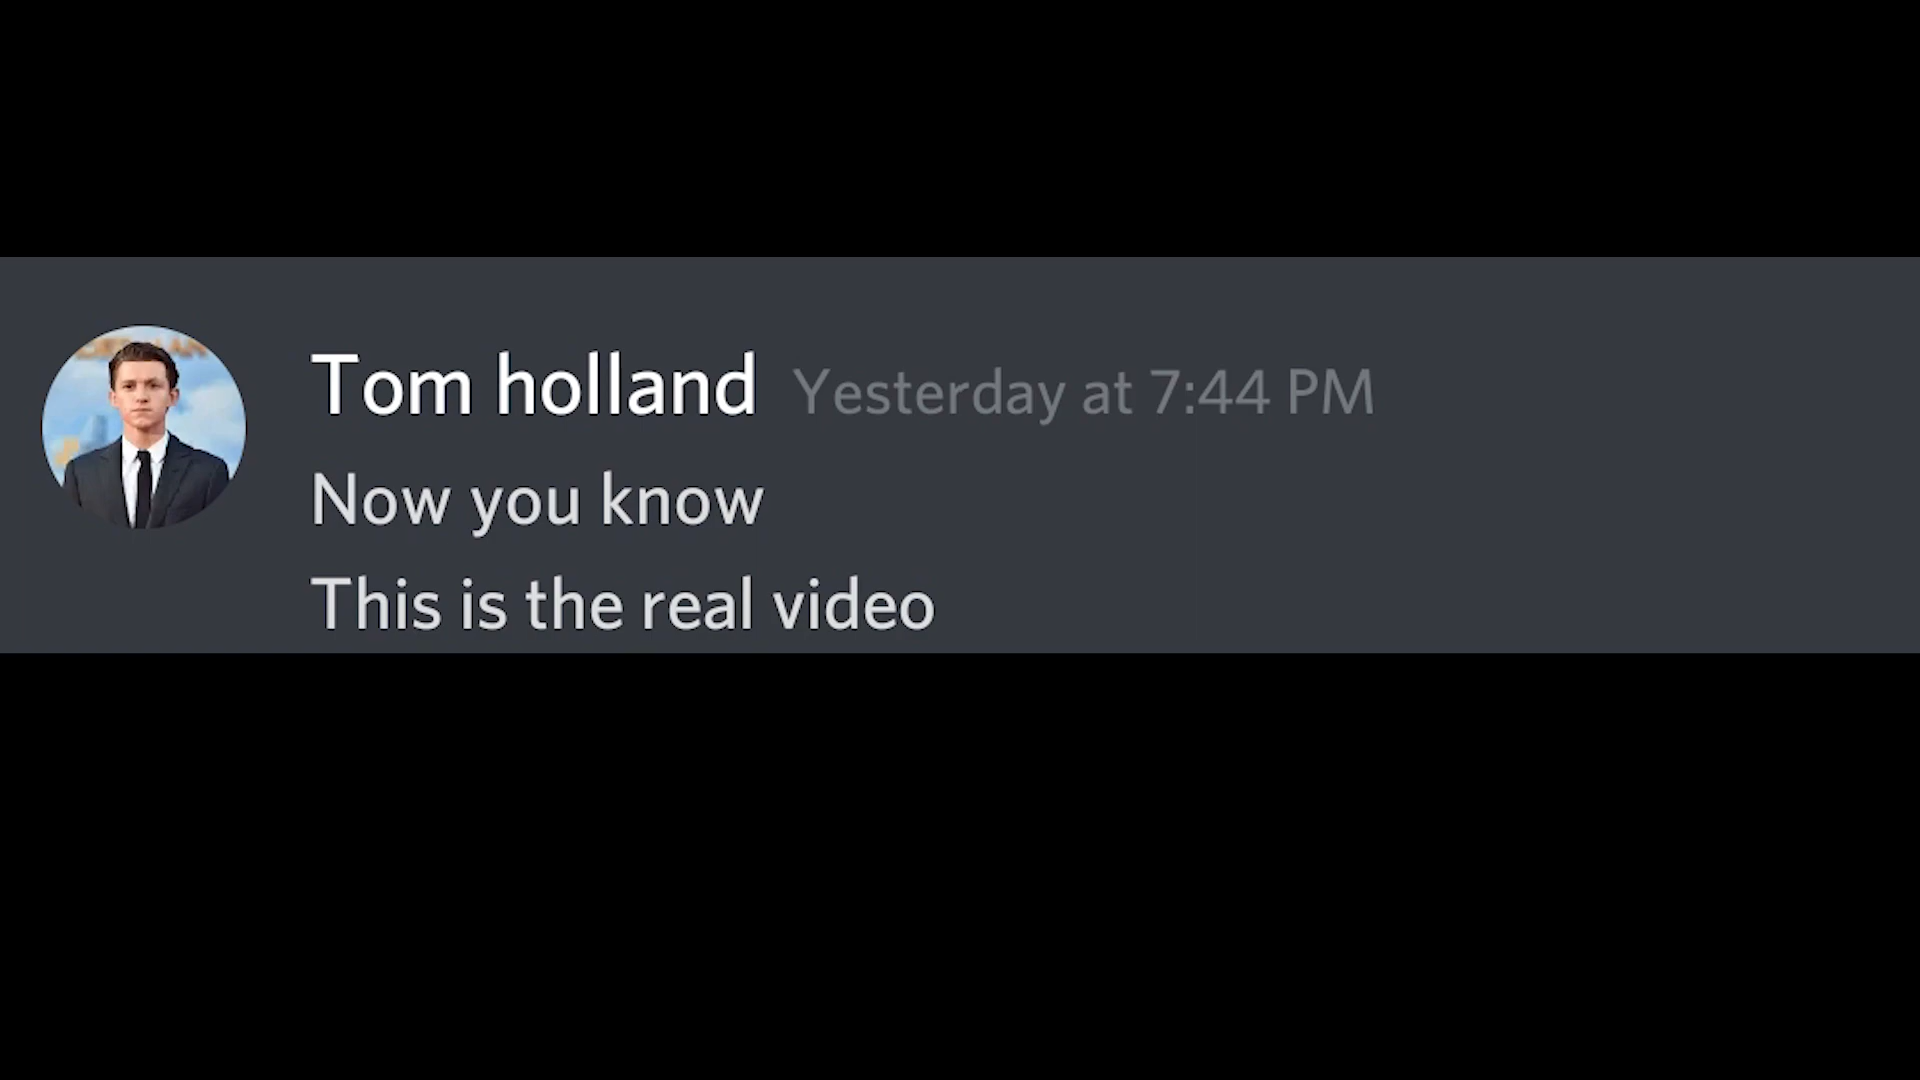 Tom holland Yesterday at 7:44 PM
Now you know
This is the real video